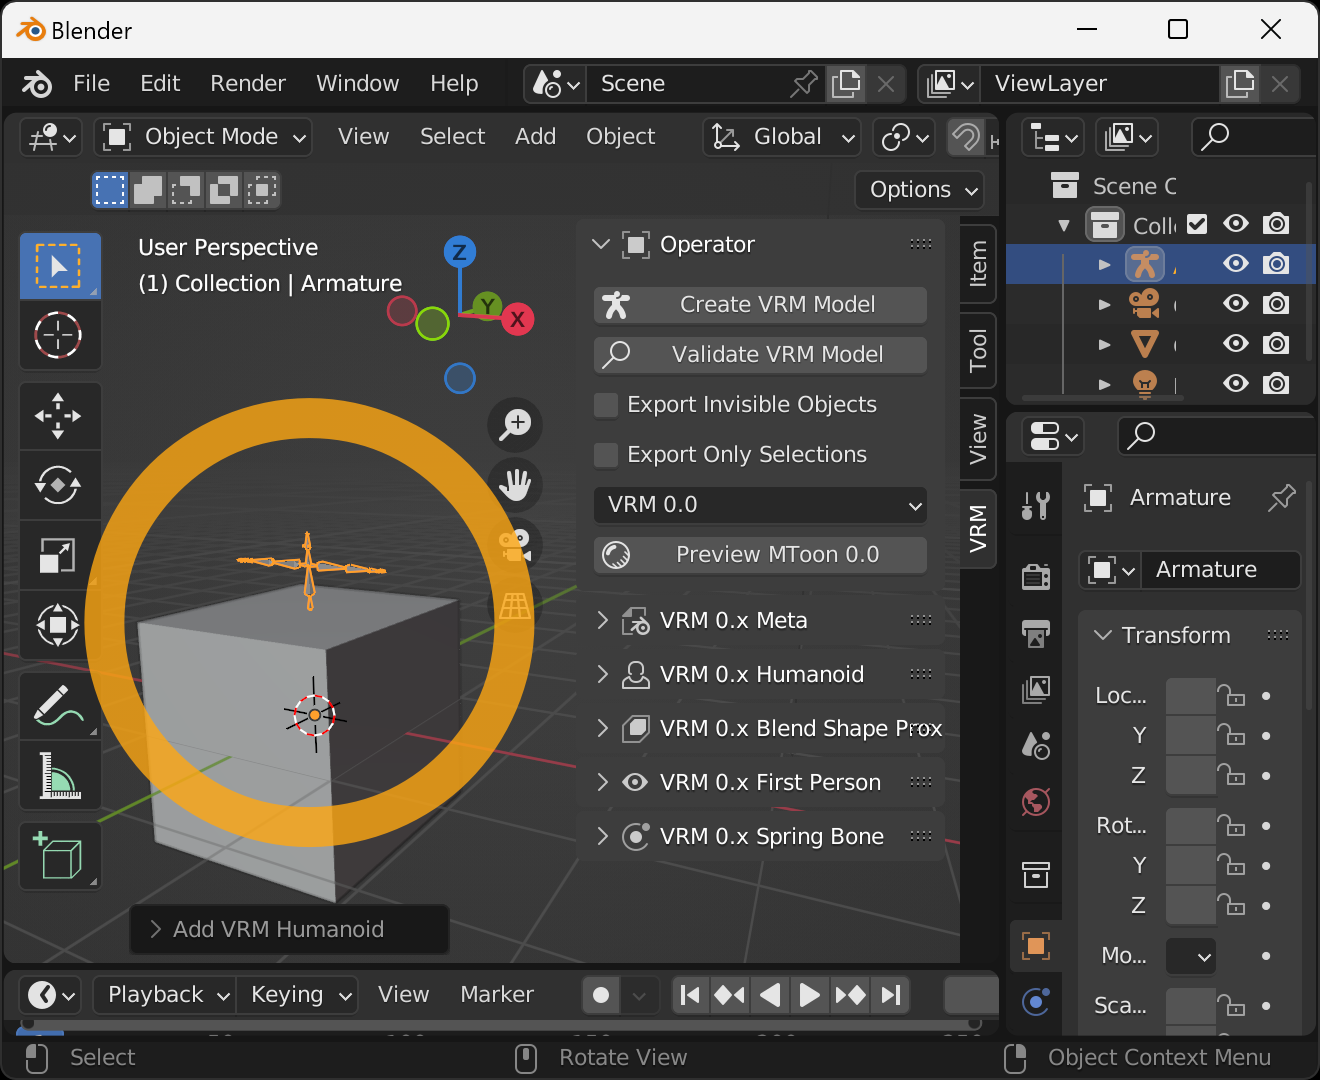 Blender
File Edit Render Window Help Scene ViewLayer
Object Mode View Select Add Object Global
Options
User Perspective
(1) Collection | Armature
Z
Y
X
Operator
Create VRM Model
Validate VRM Model
Export Invisible Objects
Export Only Selections
VRM 0.0
Preview MToon 0.0
VRM 0.x Meta
VRM 0.x Humanoid
VRM 0.x Blend Shape Prox
VRM 0.x First Person
VRM 0.x Spring Bone
Item
Tool
View
VRM
Add VRM Humanoid
Scene C
Coll
Armature
Armature
Transform
Loc...
Y
Z
Rot...
Y
Z
Mo...
Sca...
Playback Keying View Marker
Select Rotate View Object Context Menu